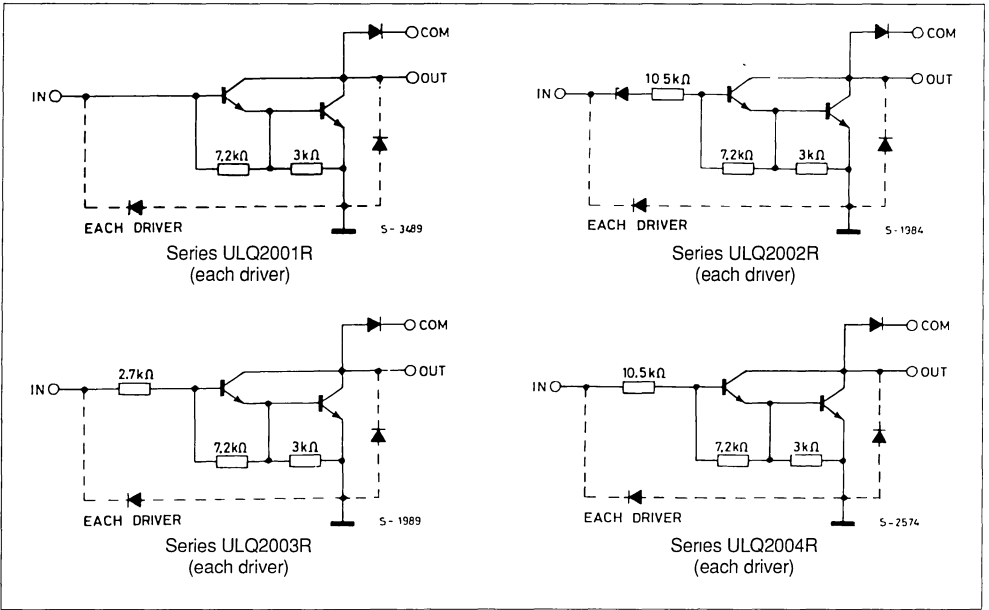 COM
OUT
IN
7.2kΩ
3kΩ
EACH DRIVER
S-3489
Series ULQ2001R
(each driver)
COM
OUT
10 5kΩ
IN
7.2kΩ
3kΩ
EACH DRIVER
S-1984
Series ULQ2002R
(each driver)
COM
OUT
2.7kΩ
IN
7.2kΩ
3kΩ
EACH DRIVER
S-1989
Series ULQ2003R
(each driver)
COM
OUT
10.5kΩ
IN
7.2kΩ
3kΩ
EACH DRIVER
S-2574
Series ULQ2004R
(each driver)